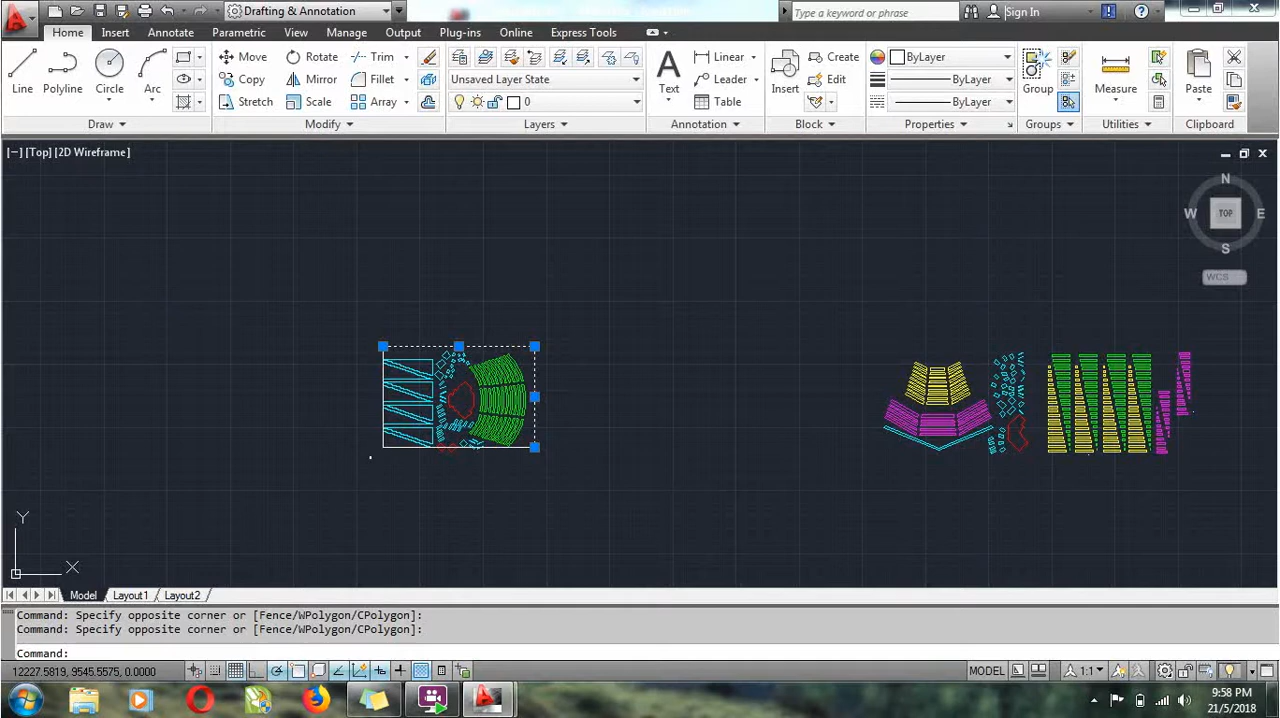 Drafting & Annotation
Type a keyword or phrase
Sign In
Home
Insert
Annotate
Parametric
View
Manage
Output
Plug-ins
Online
Express Tools
Line
Polyline
Circle
Arc
Move
Rotate
Trim
Copy
Mirror
Fillet
Stretch
Scale
Array
Unsaved Layer State
0
Text
Linear
Leader
Table
Insert
Create
Edit
ByLayer
ByLayer
ByLayer
Group
Measure
Paste
Draw
Modify
Layers
Annotation
Block
Properties
Groups
Utilities
Clipboard
[−] [Top] [2D Wireframe]
N
W
TOP
E
S
WCS
Y
X
Model
Layout1
Layout2
Command: Specify opposite corner or [Fence/WPolygon/CPolygon]:
Command: Specify opposite corner or [Fence/WPolygon/CPolygon]:
Command:
12227.5819, 9545.5575, 0.0000
MODEL
1:1
9:58 PM
21/5/2018